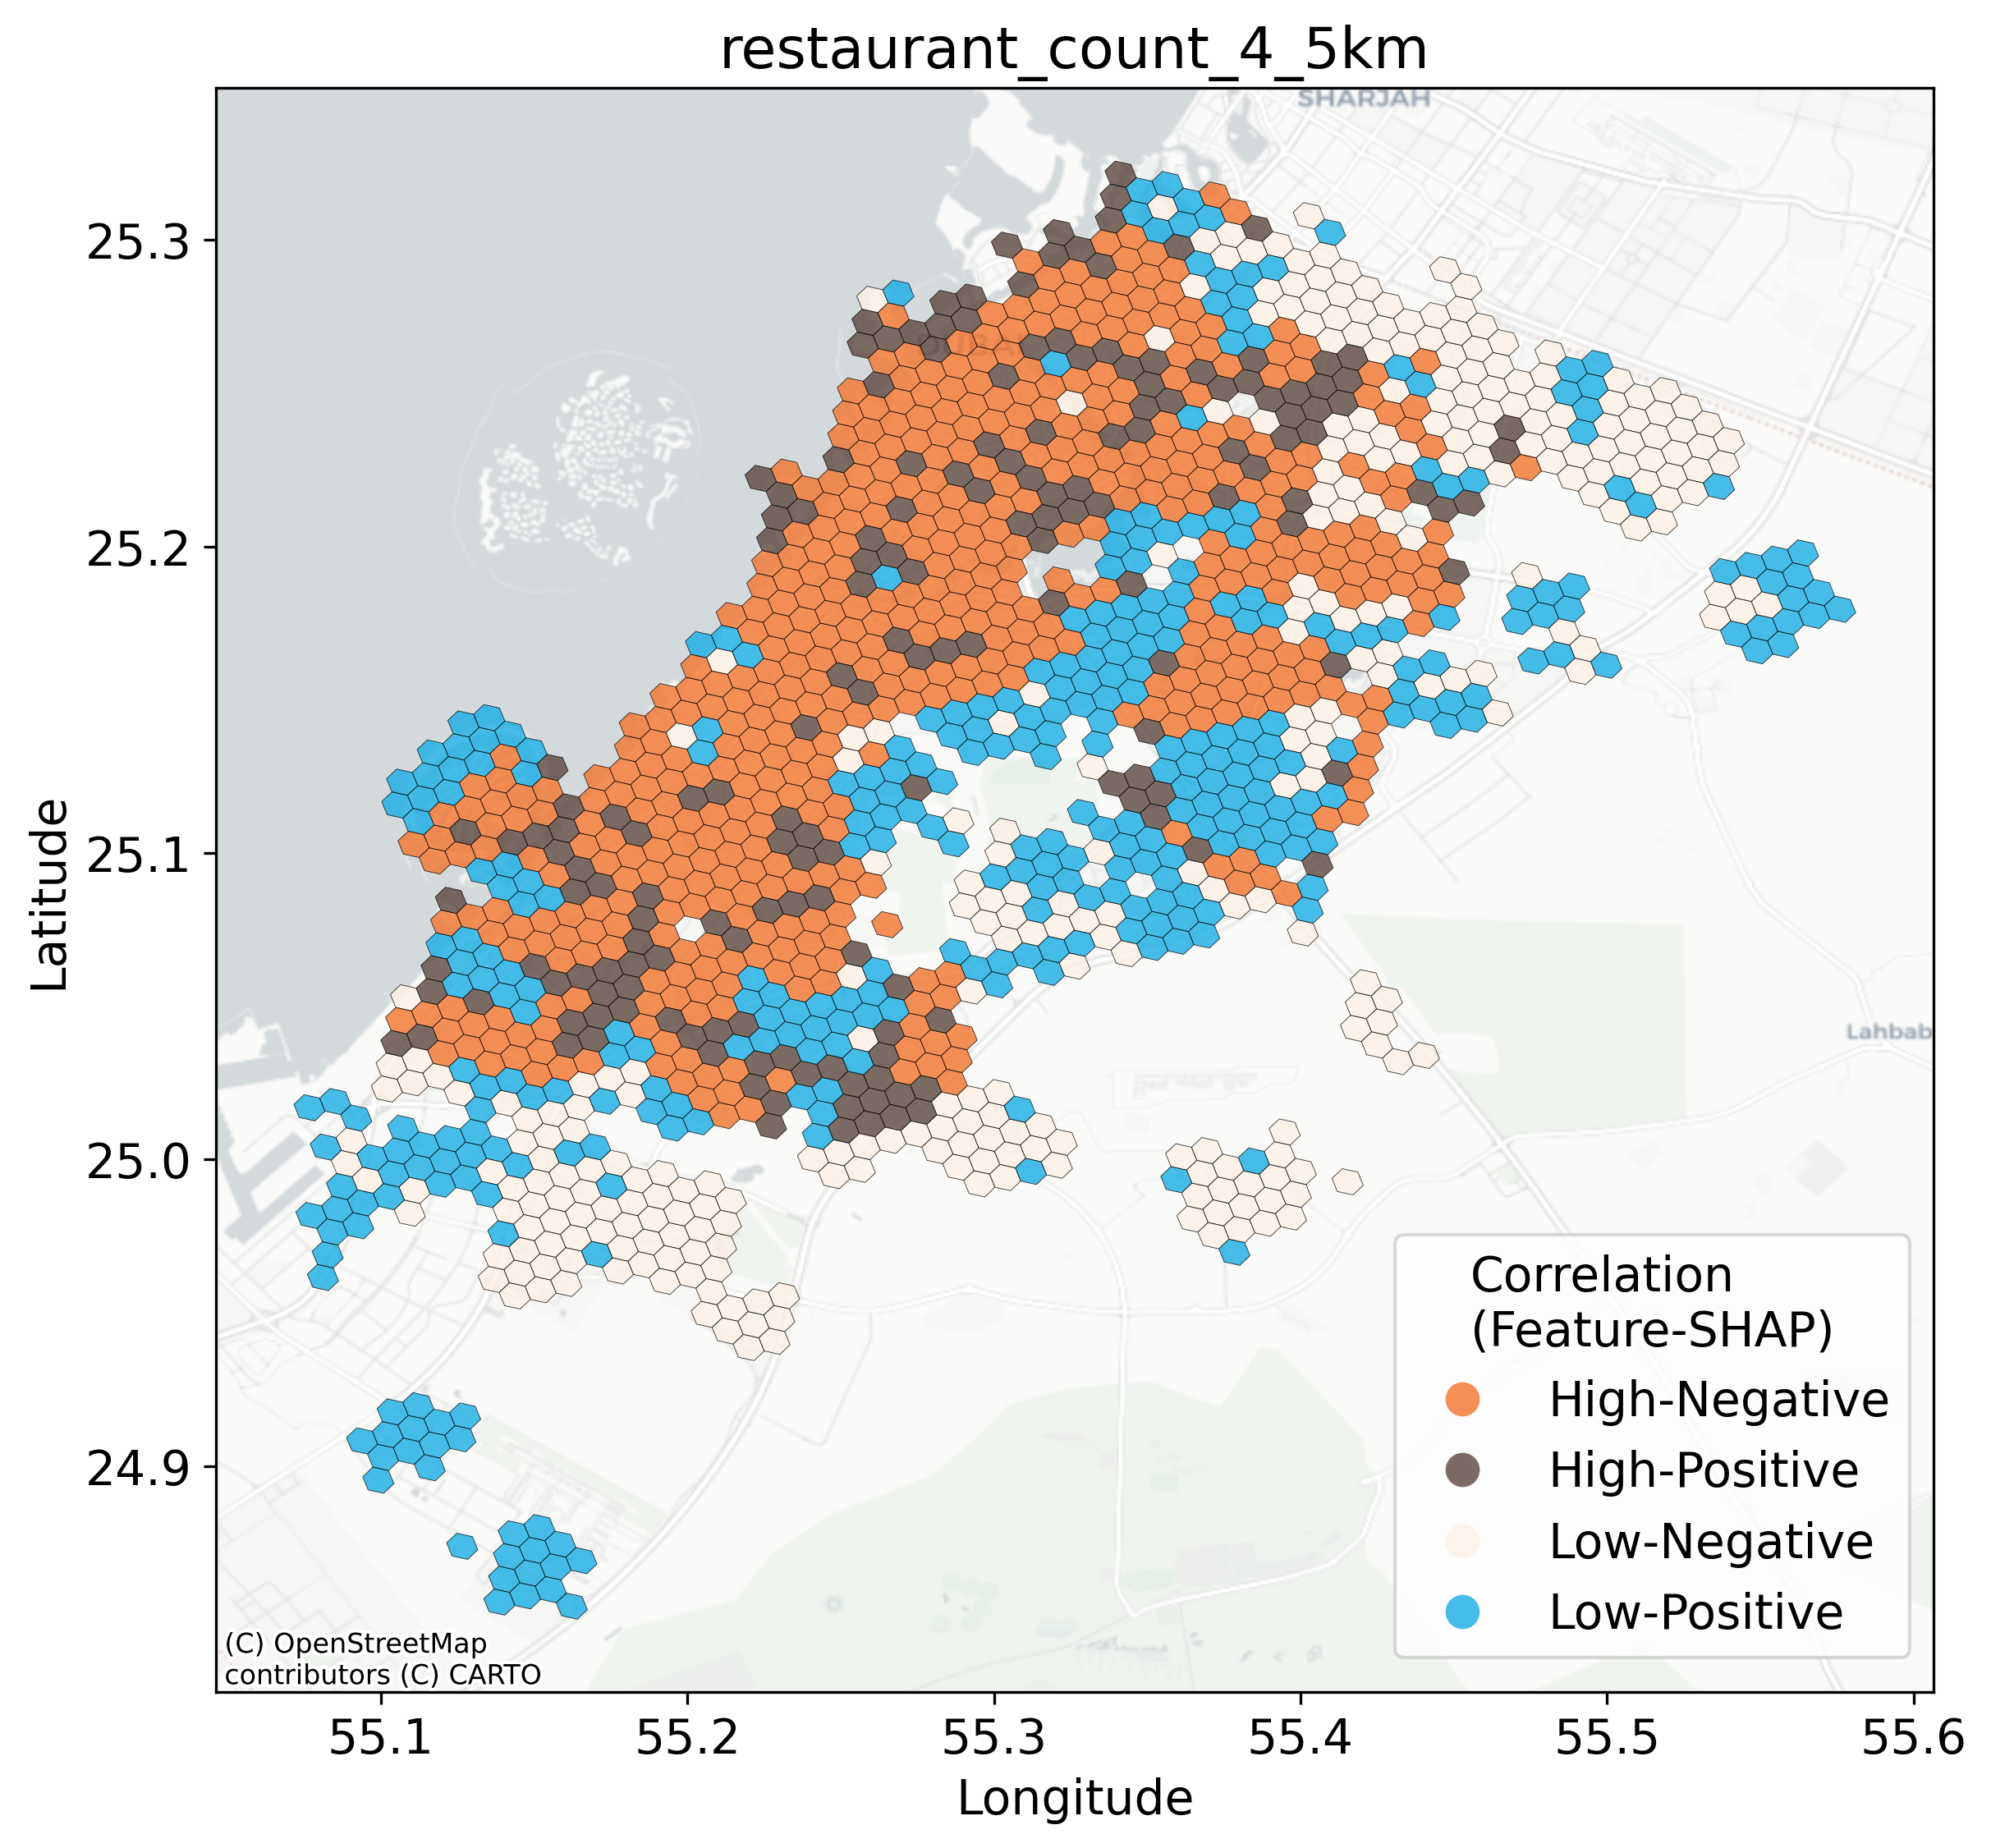 restaurant_count_4_5km
SHARJAH
25.3
DUBAI
25.2
25.1
Latitude
Lahbab
25.0
Correlation
(Feature-SHAP)
High-Negative
High-Positive
Low-Negative
Low-Positive
24.9
(C) OpenStreetMap
contributors (C) CARTO
55.1 55.2 55.3 55.4 55.5 55.6
Longitude